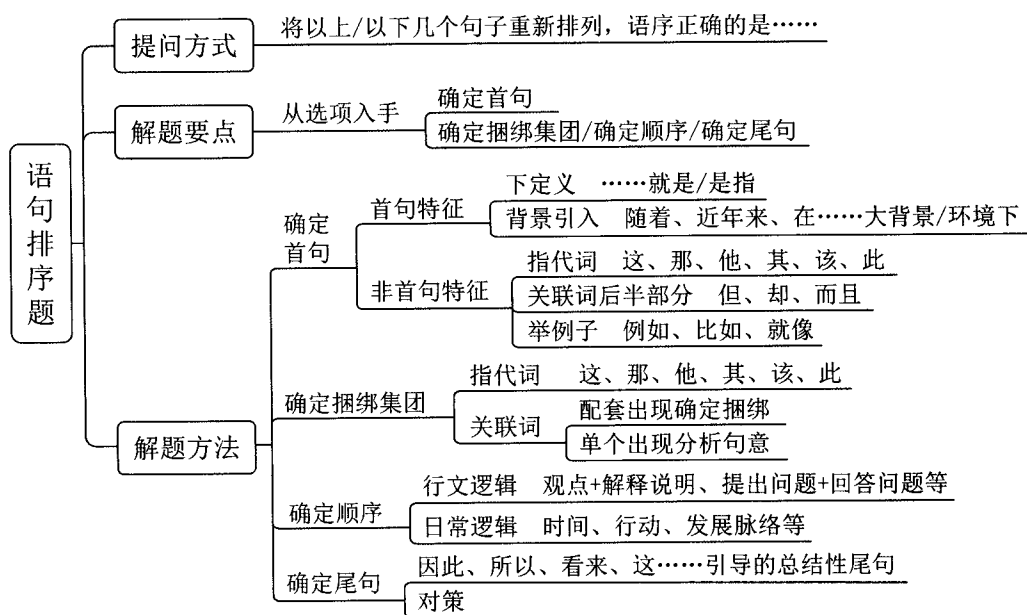 语句排序题
提问方式
将以上/以下几个句子重新排列，语序正确的是……
解题要点
从选项入手
确定首句
确定捆绑集团/确定顺序/确定尾句
解题方法
确定
首句
首句特征
下定义 ……就是/是指
背景引入 随着、近年来、在……大背景/环境下
非首句特征
指代词 这、那、他、其、该、此
关联词后半部分 但、却、而且
举例子 例如、比如、就像
确定捆绑集团
指代词 这、那、他、其、该、此
关联词
配套出现确定捆绑
单个出现分析句意
确定顺序
行文逻辑 观点+解释说明、提出问题+回答问题等
日常逻辑 时间、行动、发展脉络等
确定尾句
因此、所以、看来、这……引导的总结性尾句
对策